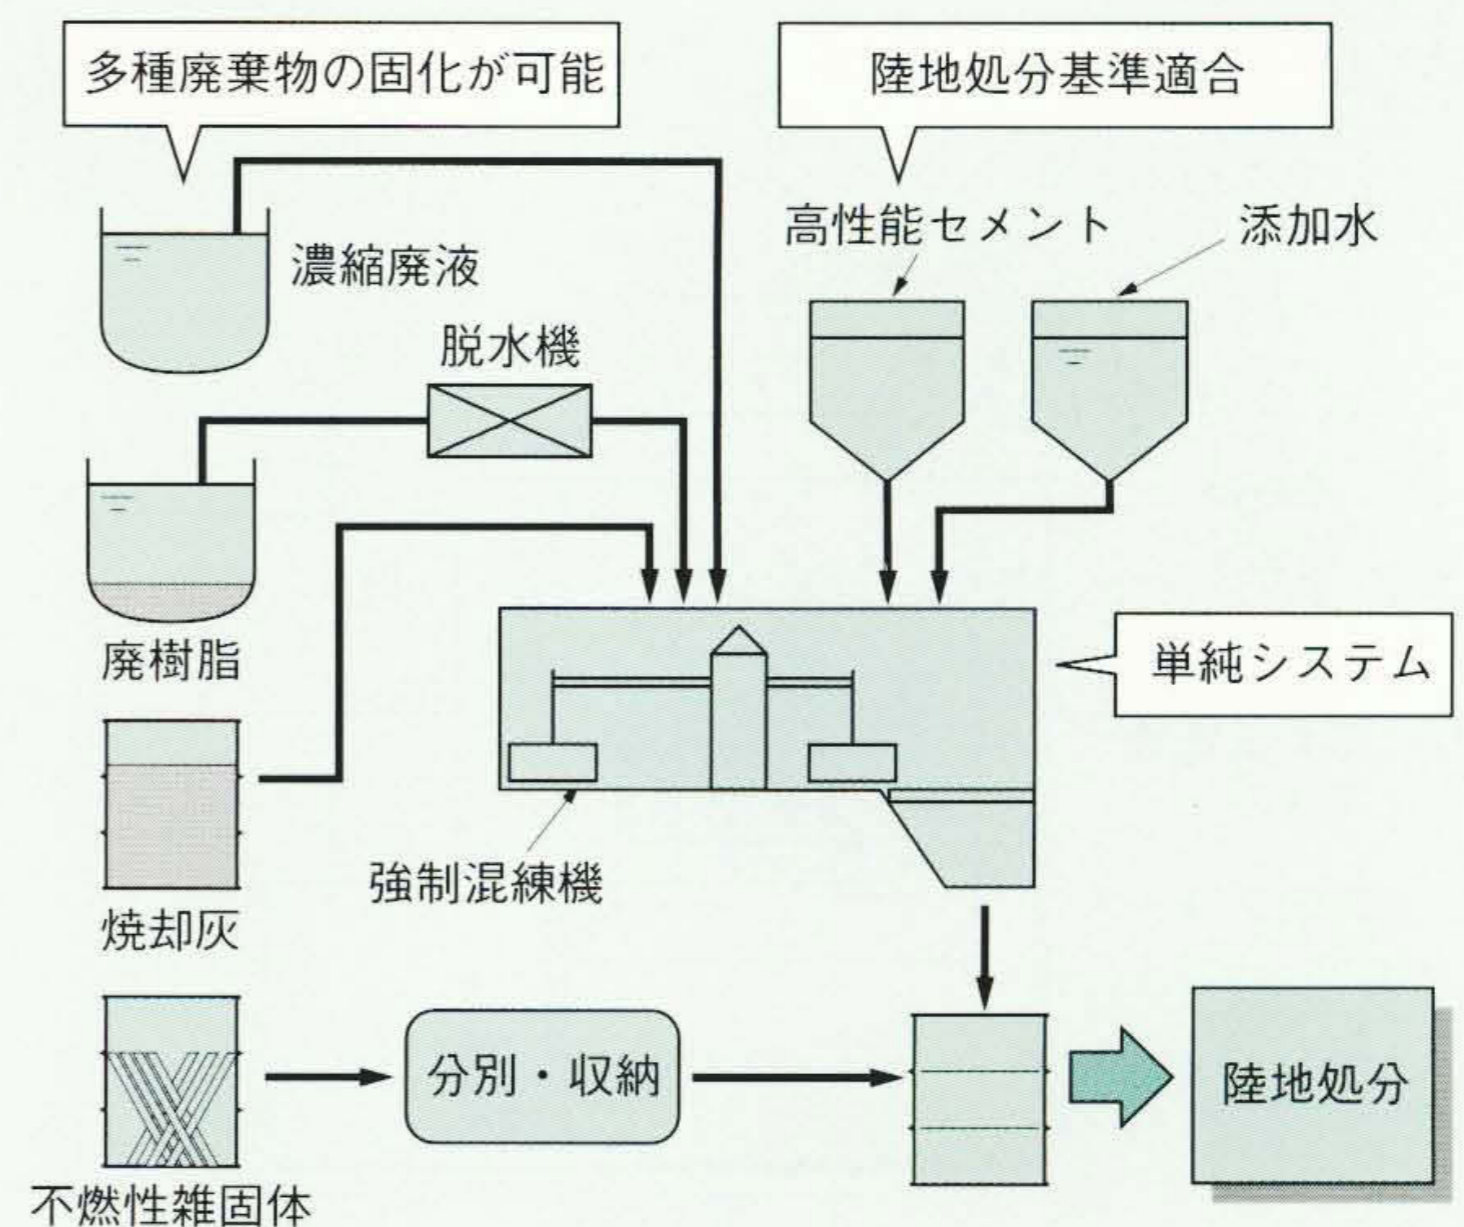 多種廃棄物の固化が可能
陸地処分基準適合
高性能セメント
添加水
濃縮廃液
脱水機
廃樹脂
単純システム
強制混練機
焼却灰
分別・収納
陸地処分
不燃性雑固体